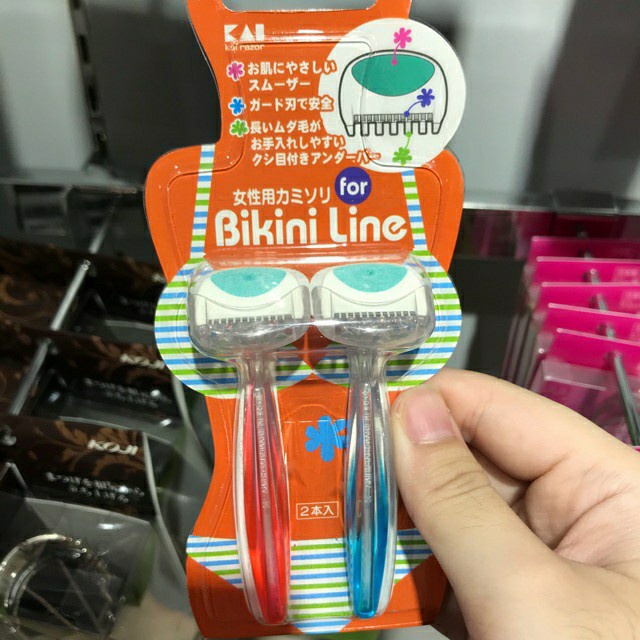 KAI
kai razor
お肌にやさしい
スムーザー
ガード刃で安全
長いムダ毛が
お手入れしやすい
クシ目付きアンダーバー
女性用カミソリ
for
Bikini Line
2本入
KOJI
KOJI